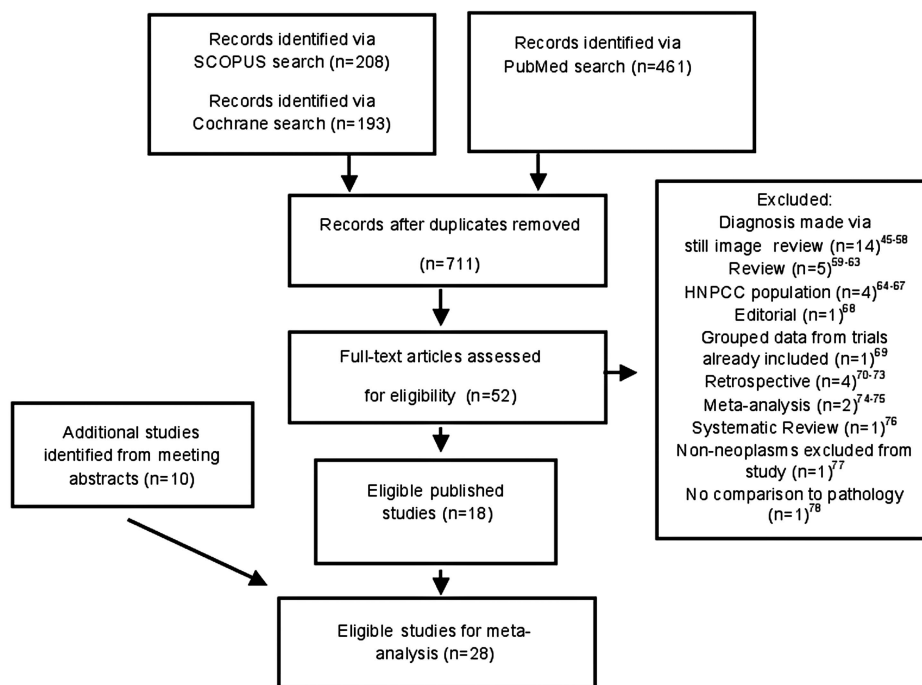 Records identified via
SCOPUS search (n=208)
Records identified via
Cochrane search (n=193)
Records identified via
PubMed search (n=461)
Records after duplicates removed
(n=711)
Full-text articles assessed
for eligibility (n=52)
Excluded:
Diagnosis made via
still image review (n=14)45-58
Review (n=5)59-63
HNPCC population (n=4)64-67
Editorial (n=1)68
Grouped data from trials
already included (n=1)69
Retrospective (n=4)70-73
Meta-analysis (n=2)74-75
Systematic Review (n=1)76
Non-neoplasms excluded from
study (n=1)77
No comparison to pathology
(n=1)78
Additional studies
identified from meeting
abstracts (n=10)
Eligible published
studies (n=18)
Eligible studies for meta-
analysis (n=28)